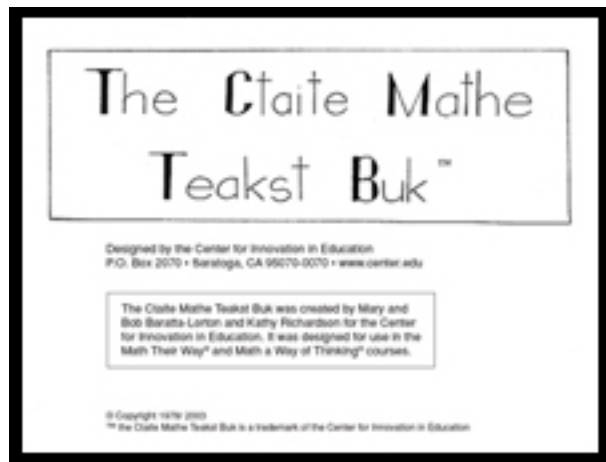 The Ctaite Mathe
Teakst Buk™
Designed by the Center for Innovation in Education
P.O. Box 2070 • Saratoga, CA 95070-0070 • www.center.edu
The Ctaite Mathe Teakst Buk was created by Mary and
Bob Baratta-Lorton and Kathy Richardson for the Center
for Innovation in Education. It was designed for use in the
Math Their Way® and Math a Way of Thinking® courses.
© Copyright 1979/ 2003
™ the Ctaite Mathe Teakst Buk is a trademark of the Center for Innovation in Education